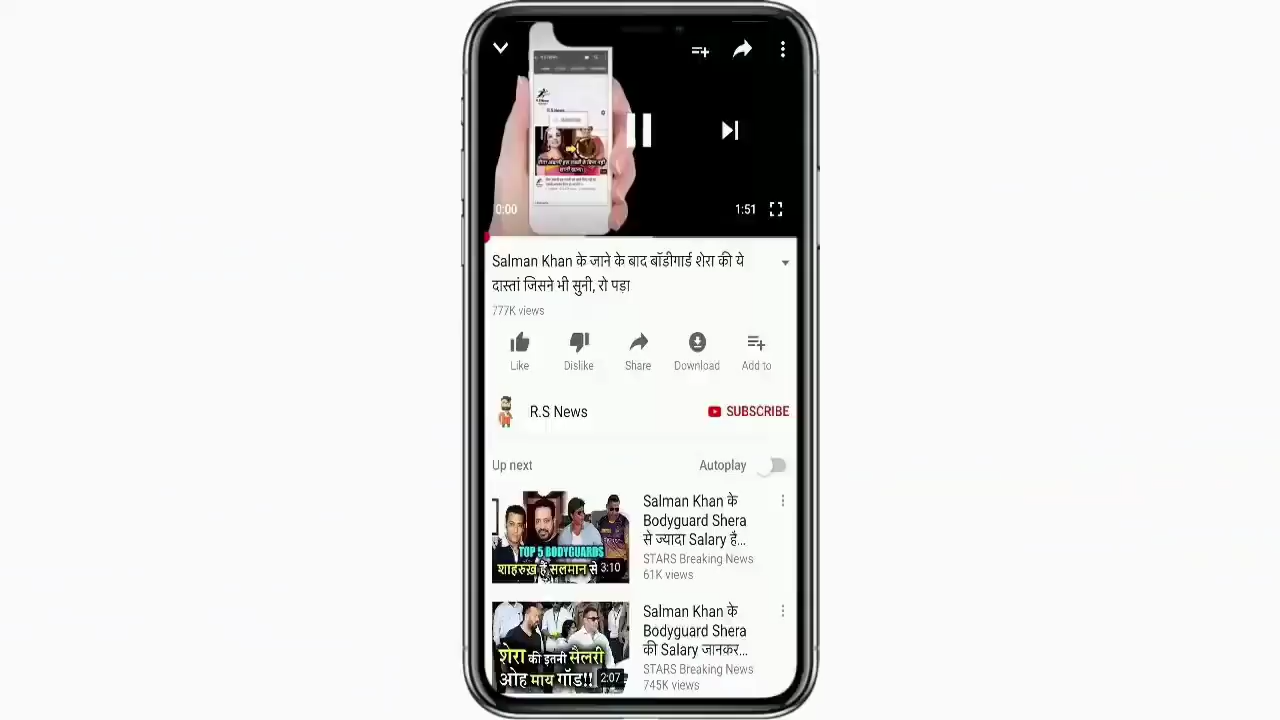 R.S News
0:00
1:51
Salman Khan के जाने के बाद बॉडीगार्ड शेरा की ये
दास्तां जिसने भी सुनी, रो पड़ा
777K views
Like
Dislike
Share
Download
Add to
R.S News
SUBSCRIBE
Up next
Autoplay
TOP 5 BODYGUARDS
शाहरुख़ हैं सलमान से
3:10
Salman Khan के
Bodyguard Shera
से ज्यादा Salary है...
STARS Breaking News
61K views
शेरा की इतनी सैलरी
ओह माय गॉड!!
2:07
Salman Khan के
Bodyguard Shera
की Salary जानकर...
STARS Breaking News
745K views